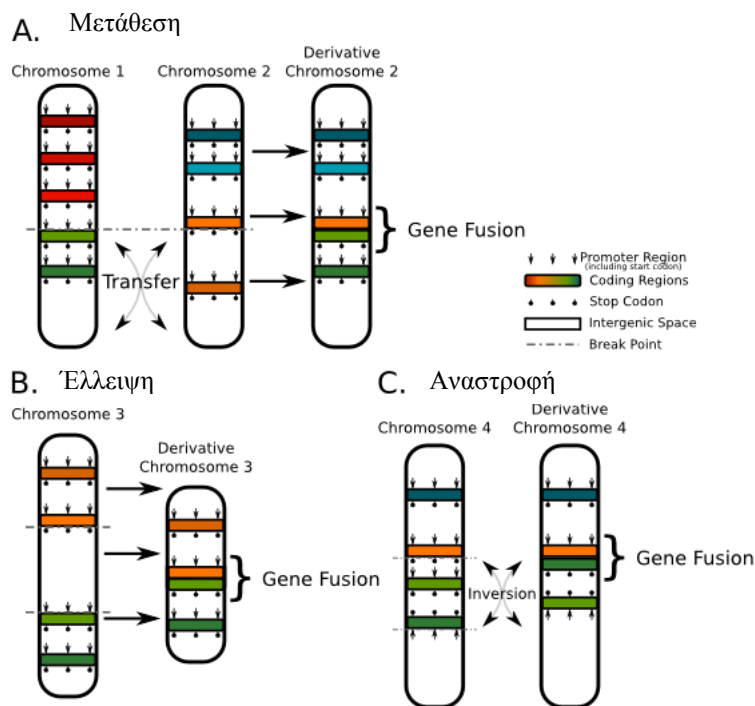 A. Μετάθεση
Chromosome 1
Chromosome 2
Derivative
Chromosome 2
Transfer
Gene Fusion
Promoter Region
(including start codon)
Coding Regions
Stop Codon
Intergenic Space
Break Point
B. Έλλειψη
Chromosome 3
Derivative
Chromosome 3
Gene Fusion
C. Αναστροφή
Chromosome 4
Derivative
Chromosome 4
Inversion
Gene Fusion